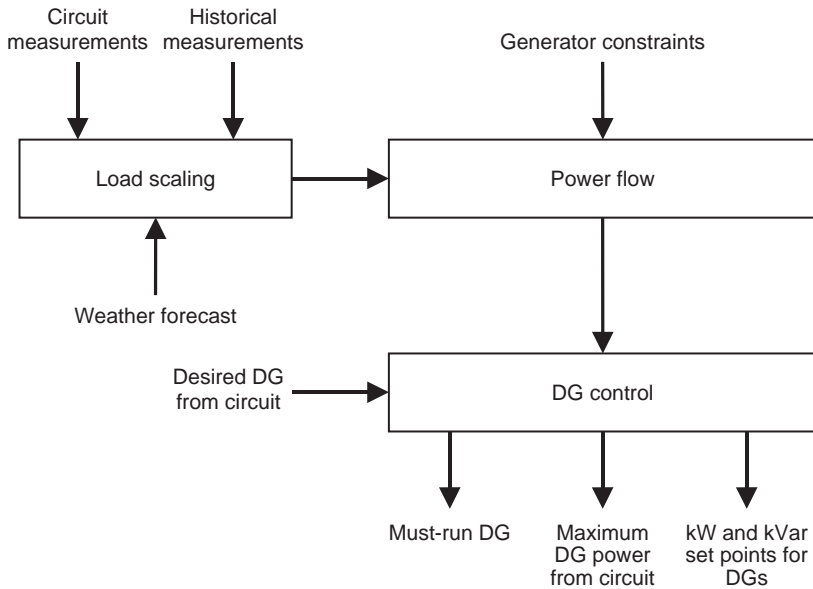 Circuit
measurements
Historical
measurements
Generator constraints
Load scaling
Power flow
Weather forecast
Desired DG
from circuit
DG control
Must-run DG
Maximum
DG power
from circuit
kW and kVar
set points for
DGs